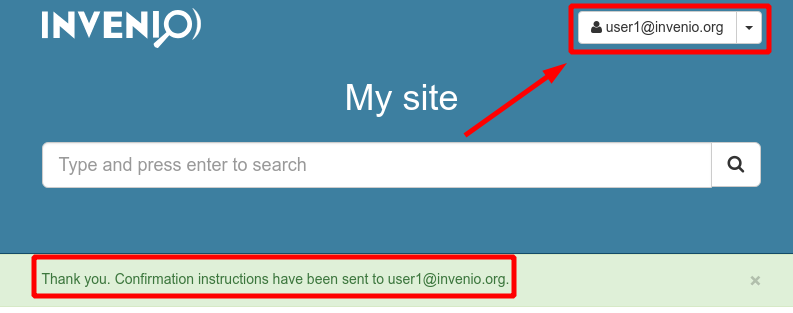 INVENIO
user1@invenio.org
My site
Type and press enter to search
Thank you. Confirmation instructions have been sent to user1@invenio.org.
×